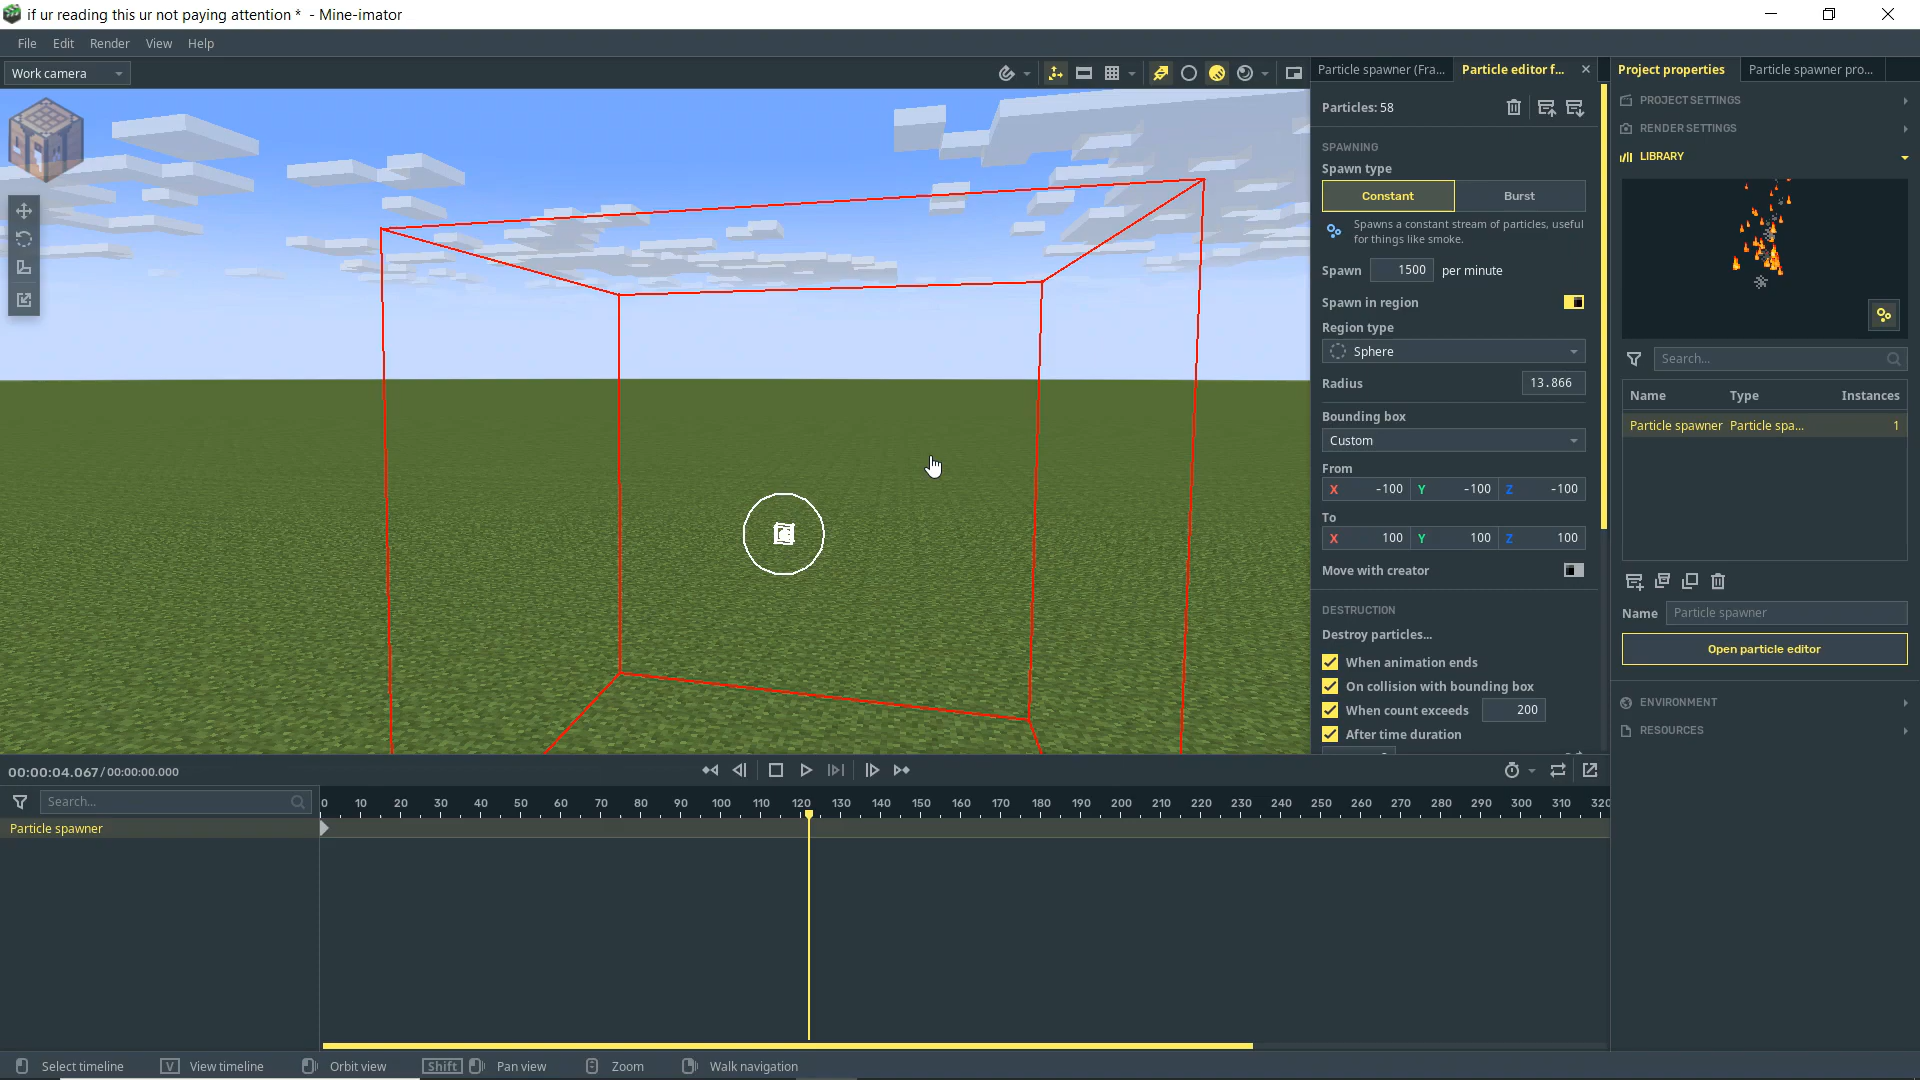 if ur reading this ur not paying attention * - Mine-imator
File Edit Render View Help
Work camera
Particle spawner (Fra... Particle editor f...
Project properties Particle spawner pro...
Particles: 58
SPAWNING
Spawn type
Constant Burst
Spawns a constant stream of particles, useful
for things like smoke.
Spawn 1500 per minute
Spawn in region
Region type
Sphere
Radius 13.866
Bounding box
Custom
From
X -100 Y -100 Z -100
To
X 100 Y 100 Z 100
Move with creator
DESTRUCTION
Destroy particles...
When animation ends
On collision with bounding box
When count exceeds 200
After time duration
PROJECT SETTINGS
RENDER SETTINGS
LIBRARY
Search...
Name Type Instances
Particle spawner Particle spa... 1
Name Particle spawner
Open particle editor
ENVIRONMENT
RESOURCES
00:00:04.067/00:00:00.000
Search...
0 10 20 30 40 50 60 70 80 90 100 110 120 130 140 150 160 170 180 190 200 210 220 230 240 250 260 270 280 290 300 310 320
Particle spawner
Select timeline V View timeline Orbit view Shift Pan view Zoom Walk navigation